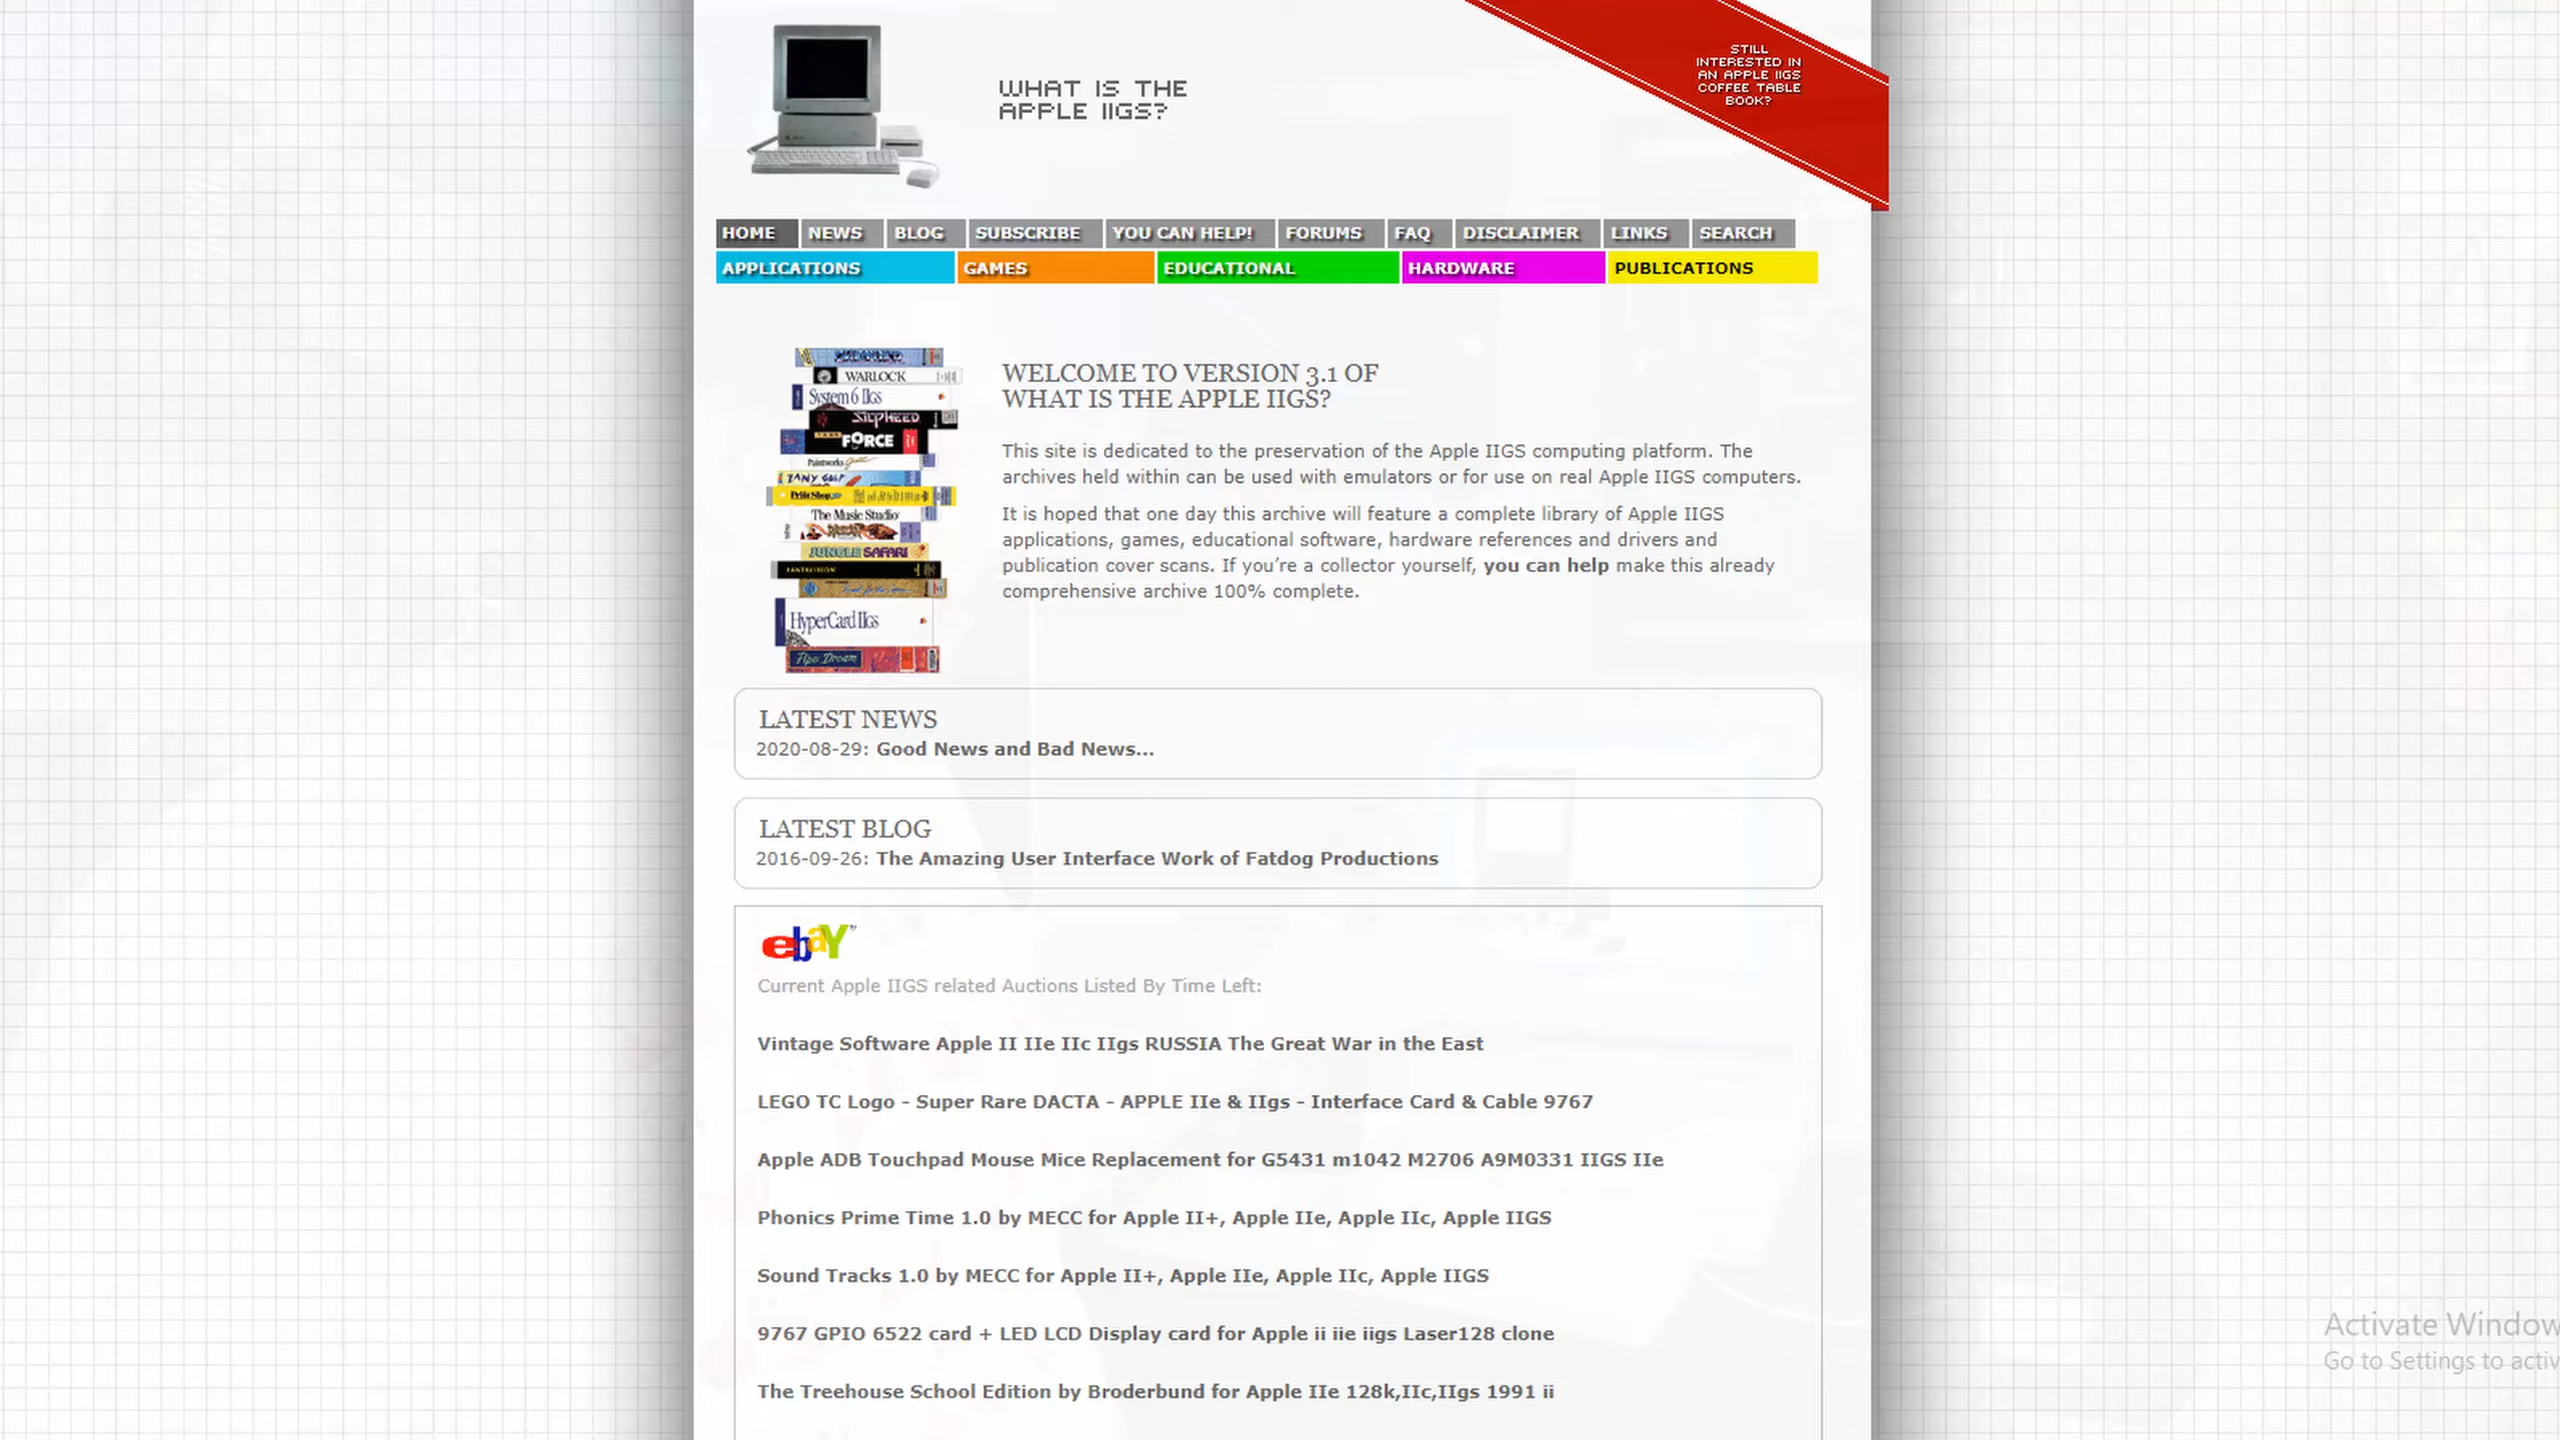 WHAT IS THE
APPLE IIGS?
STILL
INTERESTED IN
AN APPLE IIGS
COFFEE TABLE
BOOK?
HOME NEWS BLOG SUBSCRIBE YOU CAN HELP! FORUMS FAQ DISCLAIMER LINKS SEARCH
APPLICATIONS GAMES EDUCATIONAL HARDWARE PUBLICATIONS
WARLOCK
System 6 IIGS
SILPHEED
FORCE
Paintworks Gold
ZANY GOLF
PrintShop
The Music Studio
JUNGLE SAFARI
FANTAVISION
HyperCard IIGS
Pipe Dream
WELCOME TO VERSION 3.1 OF
WHAT IS THE APPLE IIGS?
This site is dedicated to the preservation of the Apple IIGS computing platform. The
archives held within can be used with emulators or for use on real Apple IIGS computers.
It is hoped that one day this archive will feature a complete library of Apple IIGS
applications, games, educational software, hardware references and drivers and
publication cover scans. If you’re a collector yourself, you can help make this already
comprehensive archive 100% complete.
LATEST NEWS
2020-08-29: Good News and Bad News...
LATEST BLOG
2016-09-26: The Amazing User Interface Work of Fatdog Productions
ebaY™
Current Apple IIGS related Auctions Listed By Time Left:
Vintage Software Apple II IIe IIc IIgs RUSSIA The Great War in the East
LEGO TC Logo - Super Rare DACTA - APPLE IIe & IIgs - Interface Card & Cable 9767
Apple ADB Touchpad Mouse Mice Replacement for G5431 m1042 M2706 A9M0331 IIGS IIe
Phonics Prime Time 1.0 by MECC for Apple II+, Apple IIe, Apple IIc, Apple IIGS
Sound Tracks 1.0 by MECC for Apple II+, Apple IIe, Apple IIc, Apple IIGS
9767 GPIO 6522 card + LED LCD Display card for Apple ii iie iigs Laser128 clone
The Treehouse School Edition by Broderbund for Apple IIe 128k,IIc,IIgs 1991 ii
Activate Window
Go to Settings to activ